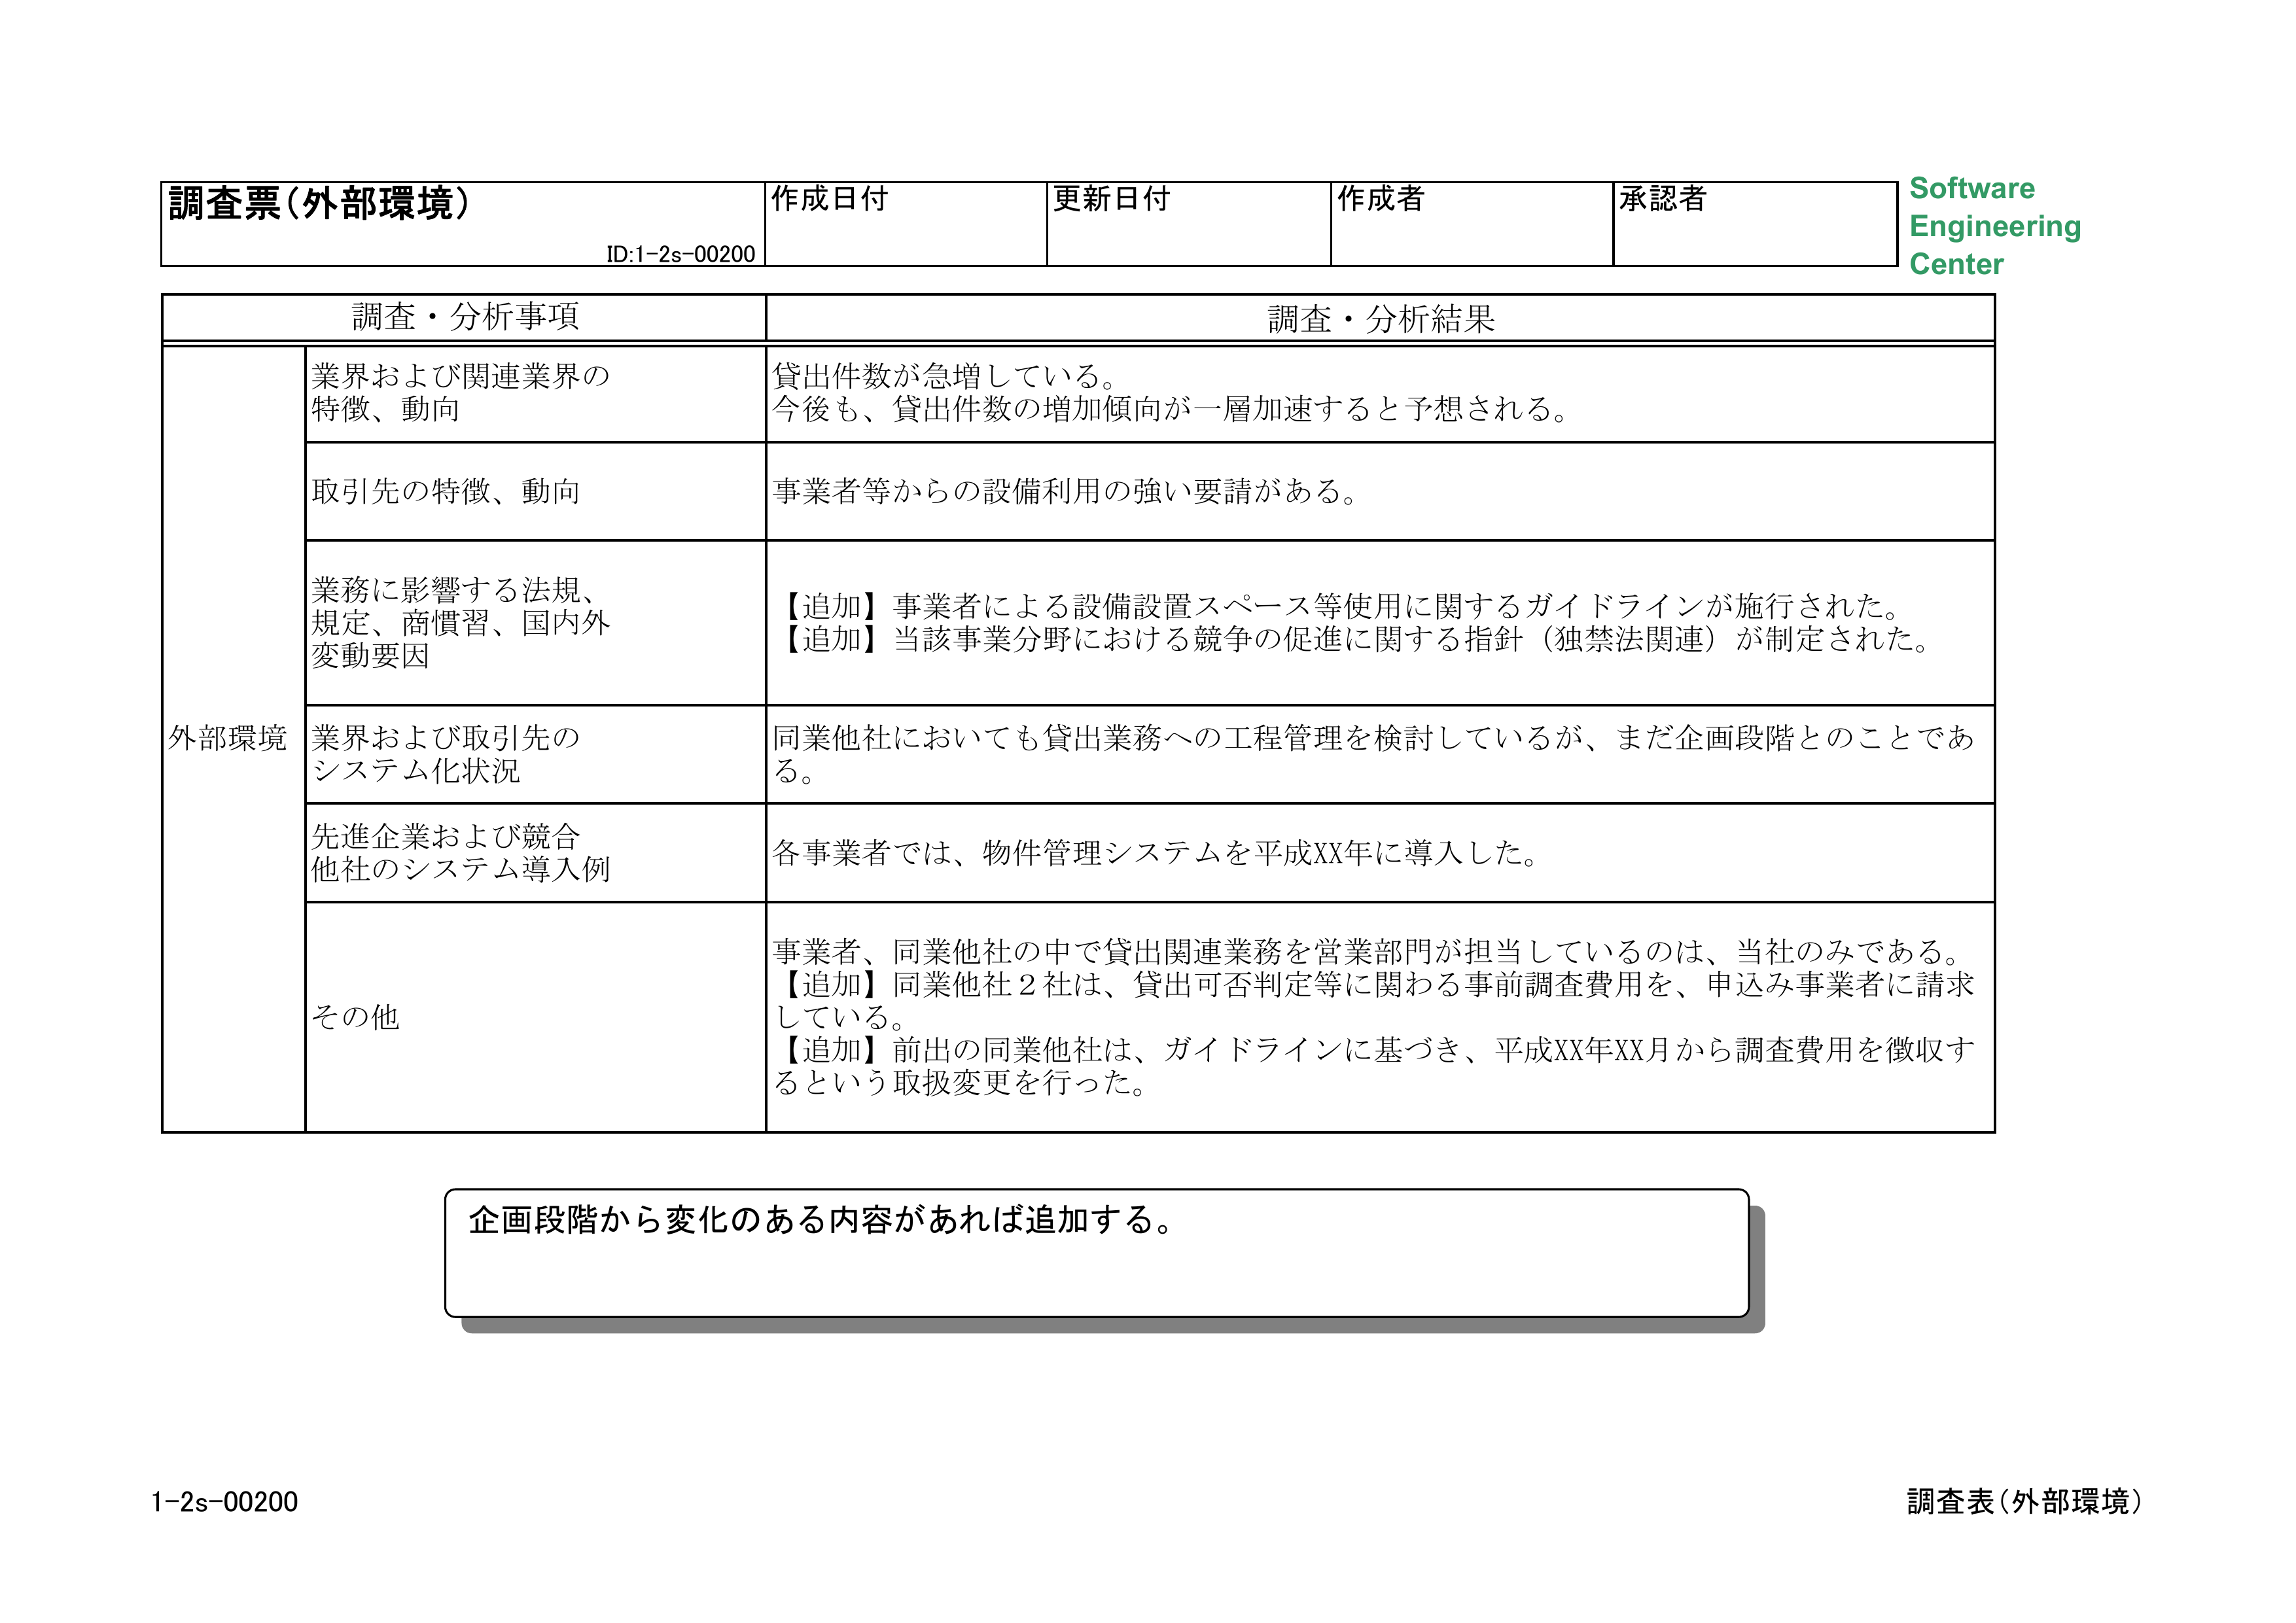 調査票(外部環境)
ID:1-2s-00200
作成日付
更新日付
作成者
承認者
Software
Engineering
Center
調査・分析事項
調査・分析結果
外部環境
業界および関連業界の
特徴、動向
貸出件数が急増している。
今後も、貸出件数の増加傾向が一層加速すると予想される。
取引先の特徴、動向
事業者等からの設備利用の強い要請がある。
業務に影響する法規、
規定、商慣習、国内外
変動要因
【追加】事業者による設備設置スペース等使用に関するガイドラインが施行された。
【追加】当該事業分野における競争の促進に関する指針（独禁法関連）が制定された。
業界および取引先の
システム化状況
同業他社においても貸出業務への工程管理を検討しているが、まだ企画段階とのことであ
る。
先進企業および競合
他社のシステム導入例
各事業者では、物件管理システムを平成XX年に導入した。
その他
事業者、同業他社の中で貸出関連業務を営業部門が担当しているのは、当社のみである。
【追加】同業他社２社は、貸出可否判定等に関わる事前調査費用を、申込み事業者に請求
している。
【追加】前出の同業他社は、ガイドラインに基づき、平成XX年XX月から調査費用を徴収す
るという取扱変更を行った。
企画段階から変化のある内容があれば追加する。
1-2s-00200
調査表(外部環境)